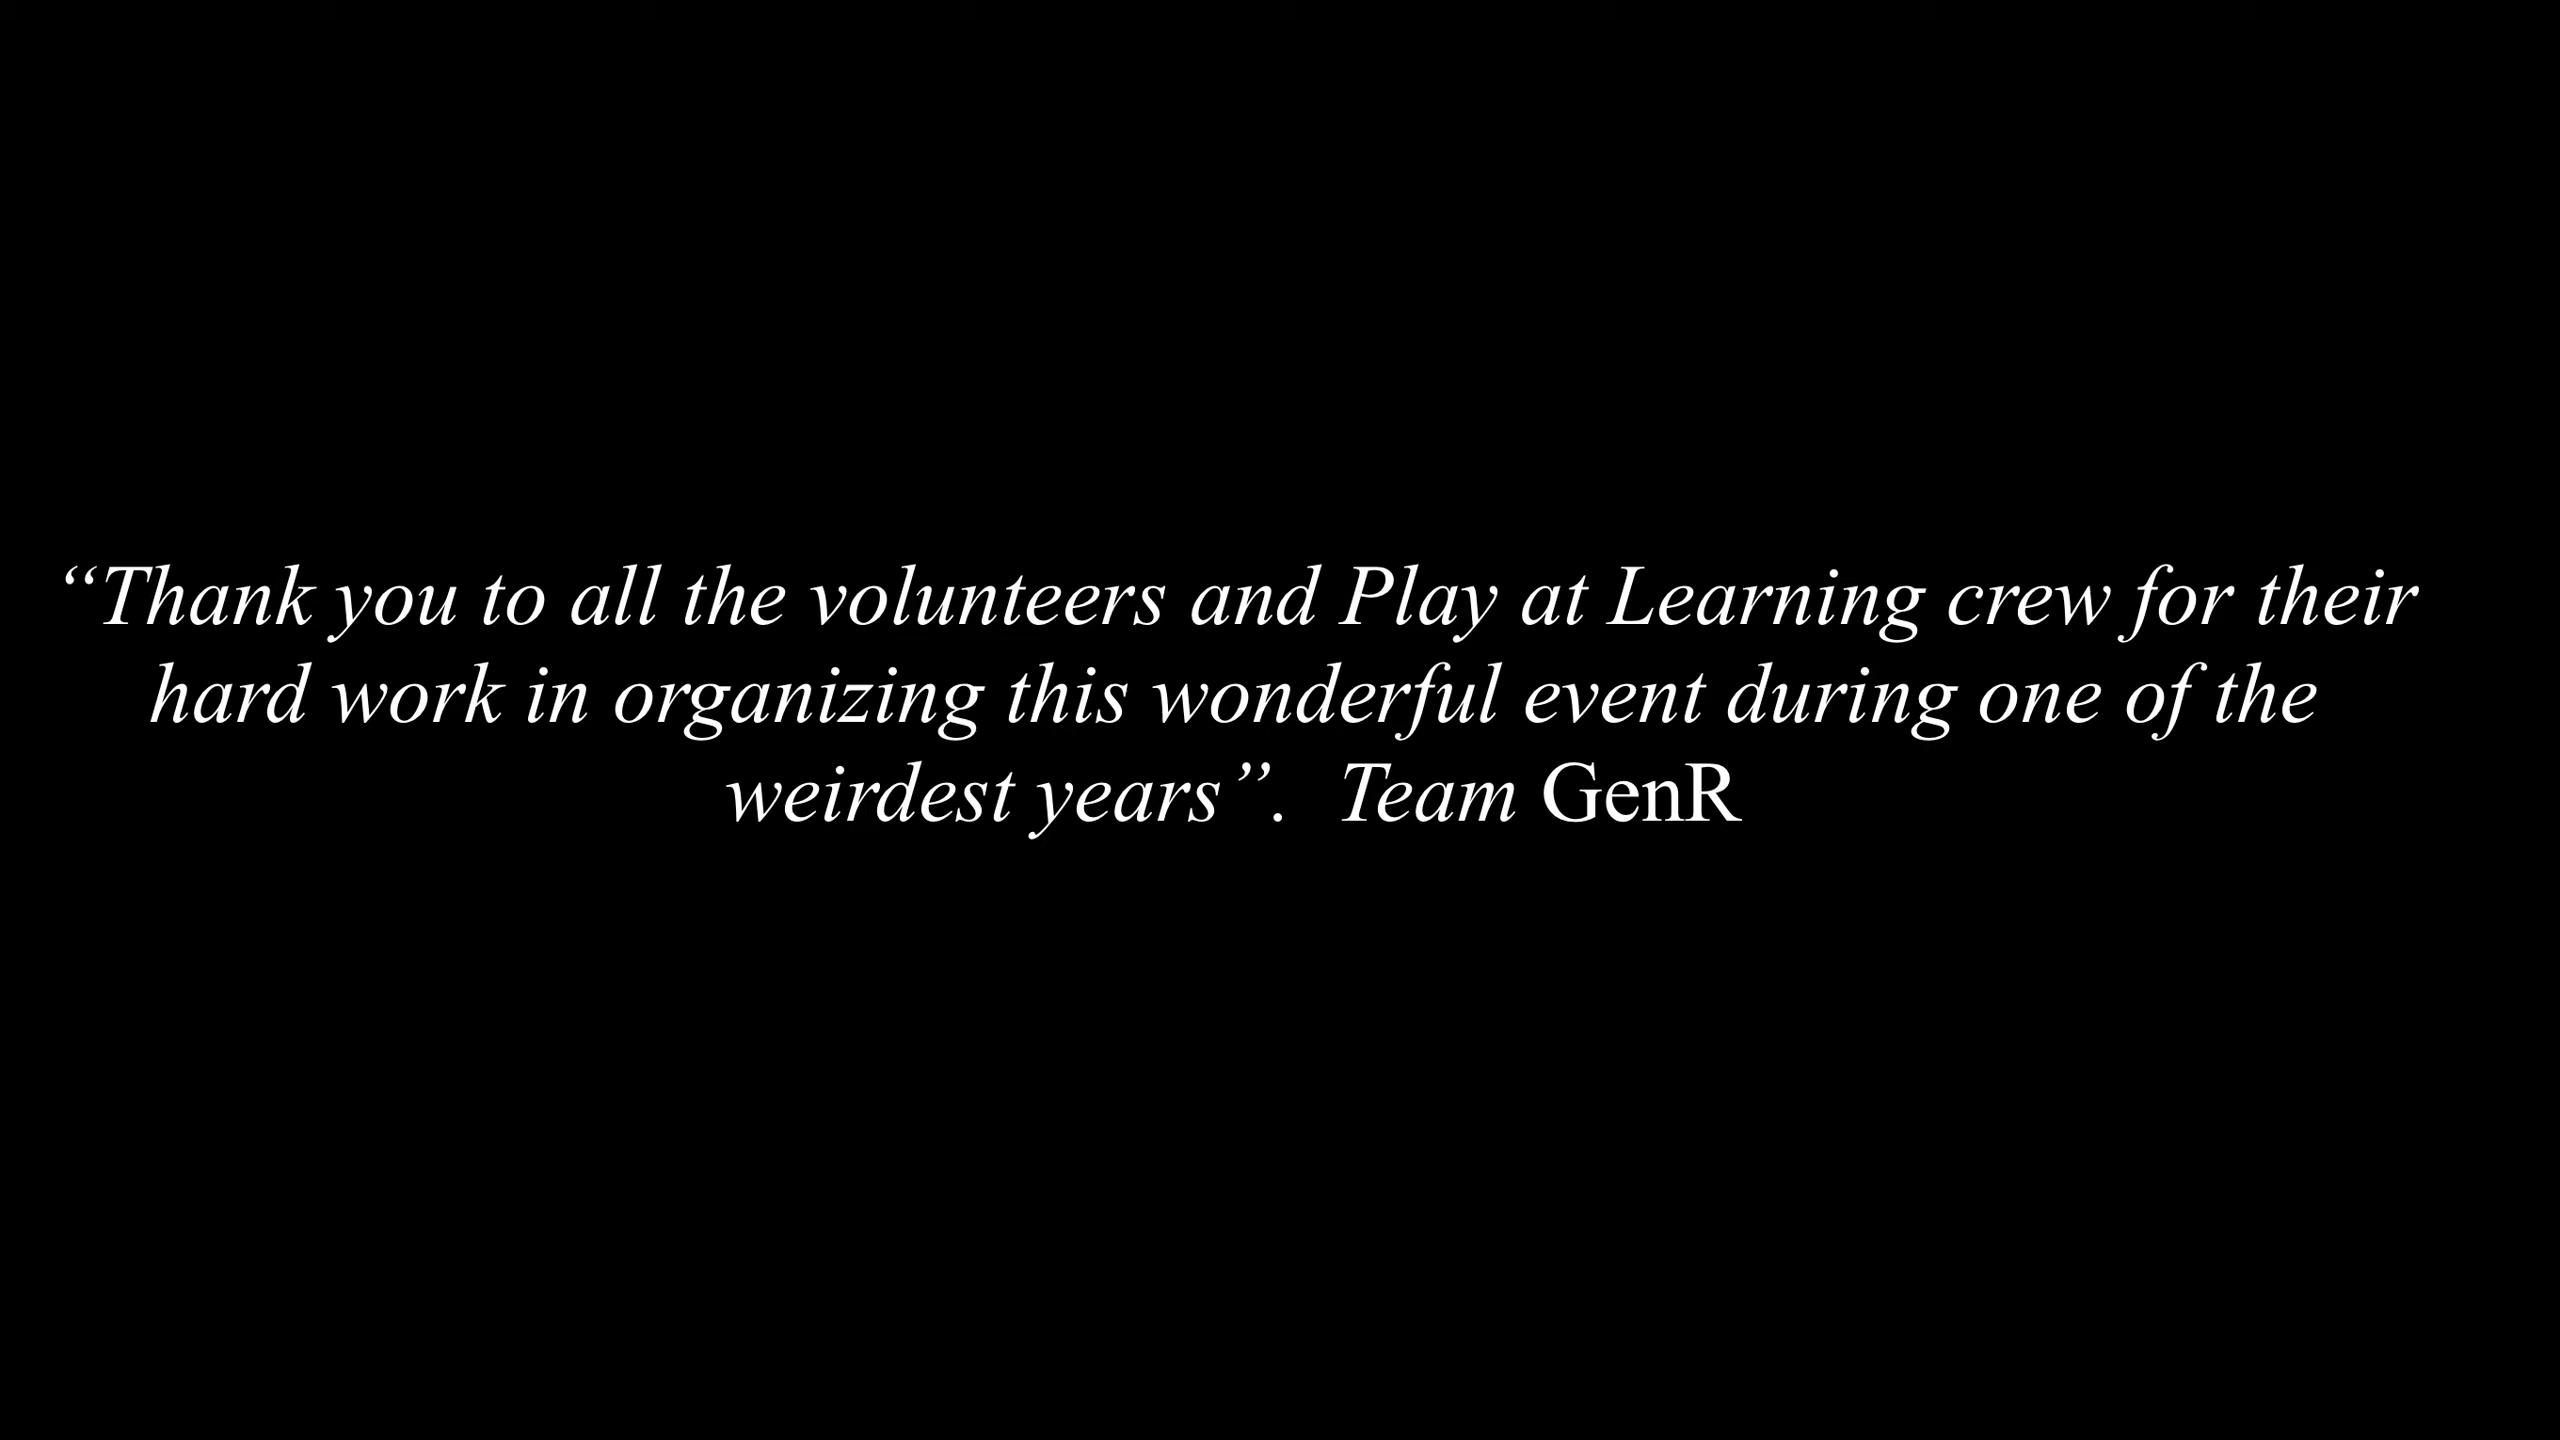 “Thank you to all the volunteers and Play at Learning crew for their
hard work in organizing this wonderful event during one of the
weirdest years”.  Team GenR